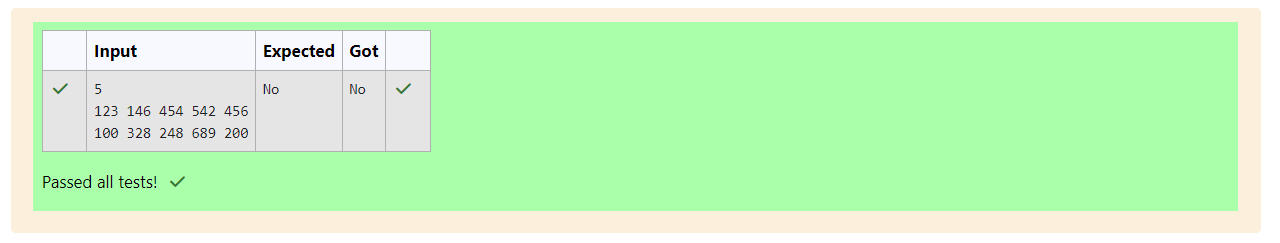 Input Expected Got
5 No No
123 146 454 542 456
100 328 248 689 200
Passed all tests!